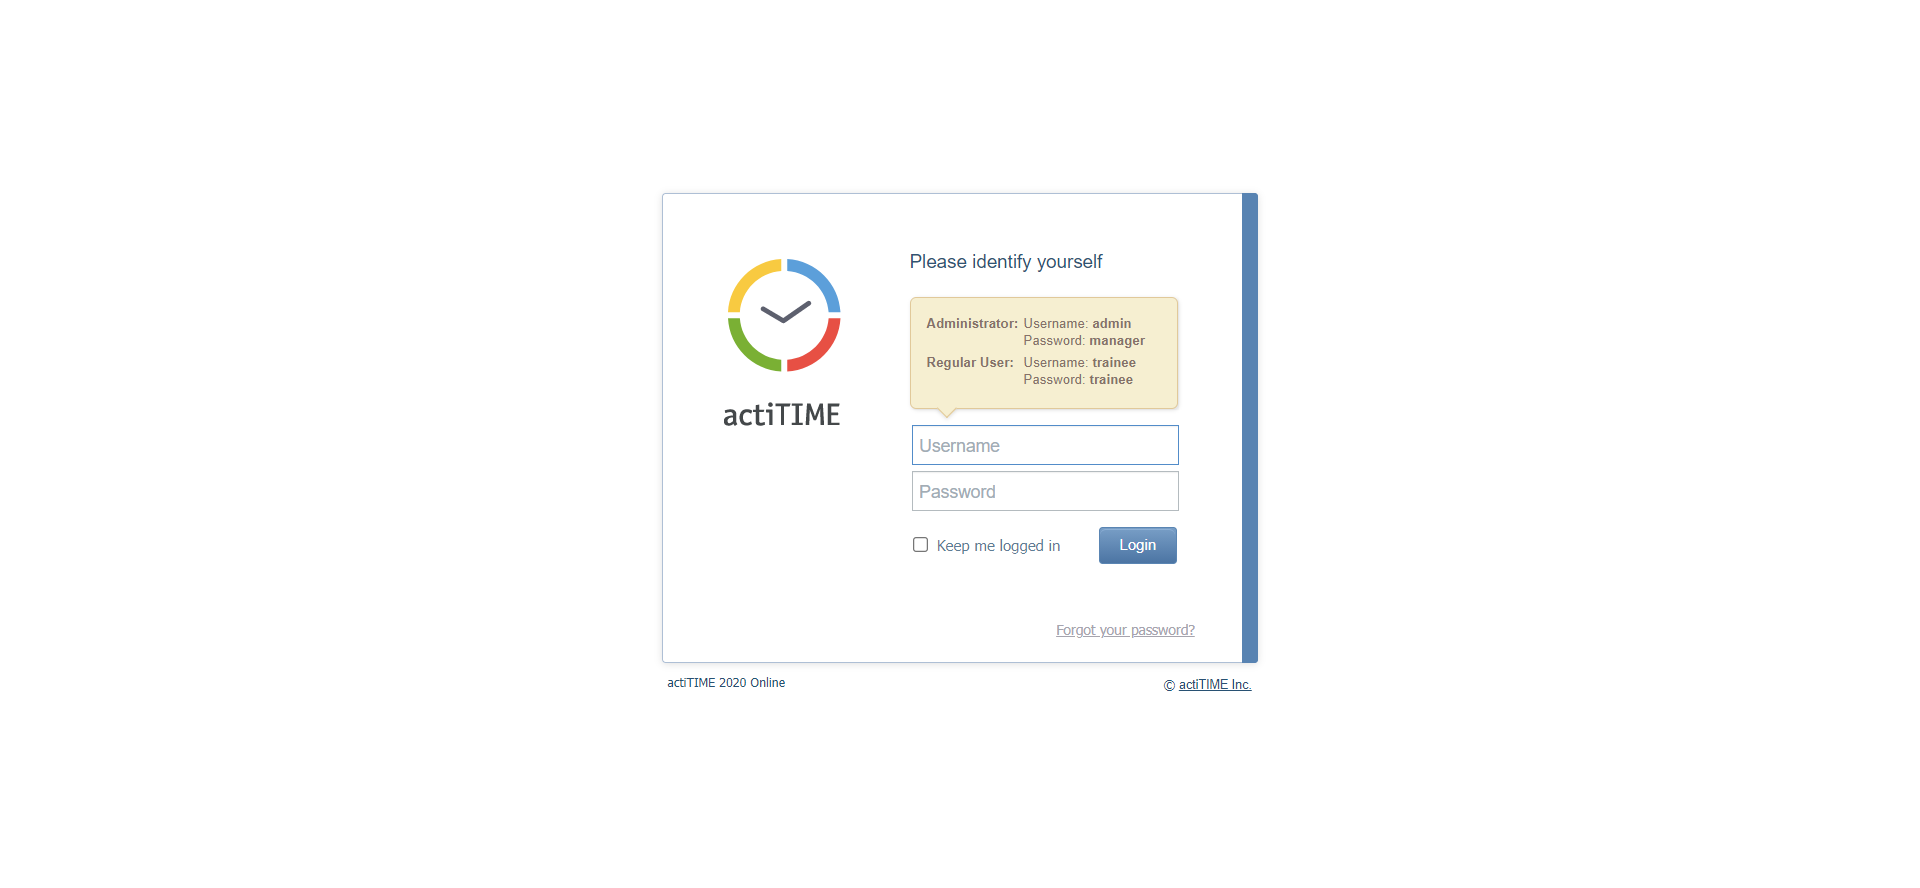 Please identify yourself
Administrator: Username: admin
Password: manager
Regular User: Username: trainee
Password: trainee
actiTIME
Username
Password
Keep me logged in Login
Forgot your password?
actiTIME 2020 Online © actiTIME Inc.